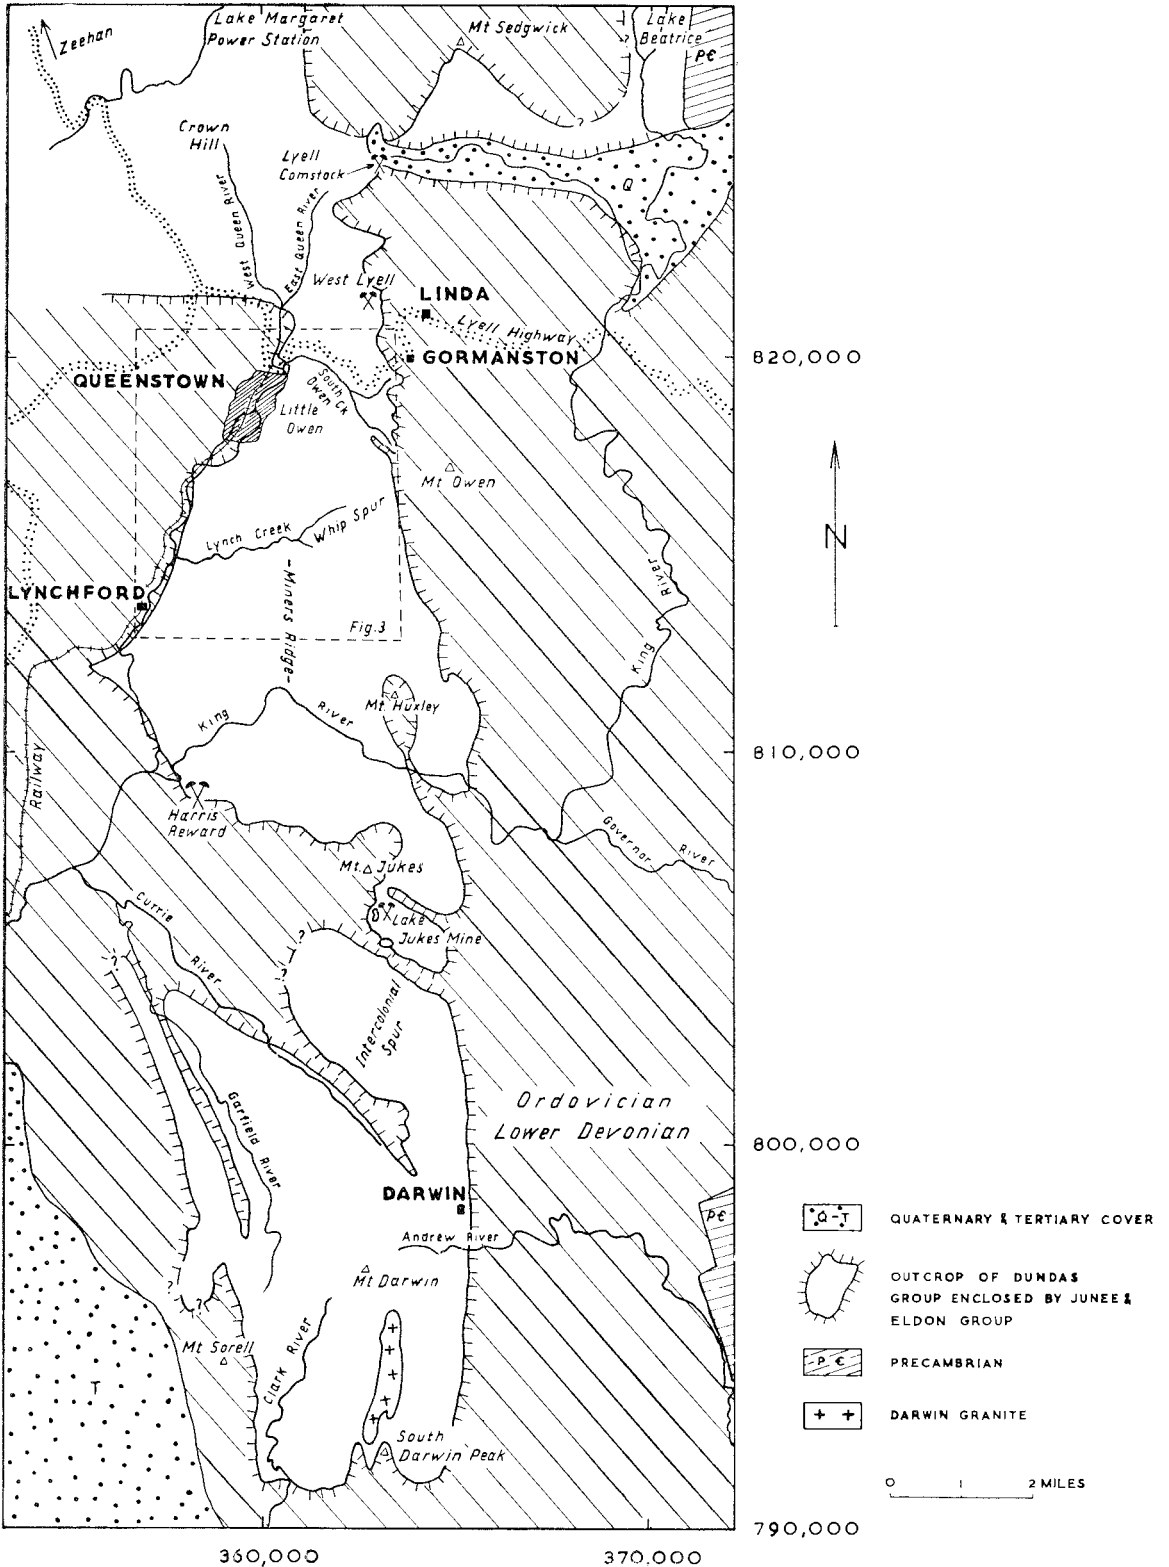 Zeehan
Lake Margaret
Power Station
Mt Sedgwick
Lake
Beatrice
P€
?
?
Crown
Hill
Lyell
Comstock
Q
West Queen River
East Queen River
West Lyell
LINDA
Lyell Highway
GORMANSTON
820,000
QUEENSTOWN
South
Owen Ck
Little
Owen
Mt Owen
N
Lynch Creek
Whip Spur
LYNCHFORD
-Miners Ridge-
Fig.3
King River
Mt. Huxley
King River
810,000
Railway
Harris
Reward
Governor River
Mt. Jukes
Lake
Jukes Mine
Currie River
?
?
?
Intercolonial
Spur
Ordovician
Lower Devonian
Garfield River
800,000
DARWIN
P€
Q-T
QUATERNARY & TERTIARY COVER
Andrew River
Mt Darwin
OUTCROP OF DUNDAS
GROUP ENCLOSED BY JUNEE &
ELDON GROUP
?
?
Mt Sorell
Clark River
P €
PRECAMBRIAN
T
DARWIN GRANITE
South
Darwin Peak
0 1 2 MILES
790,000
360,000
370,000